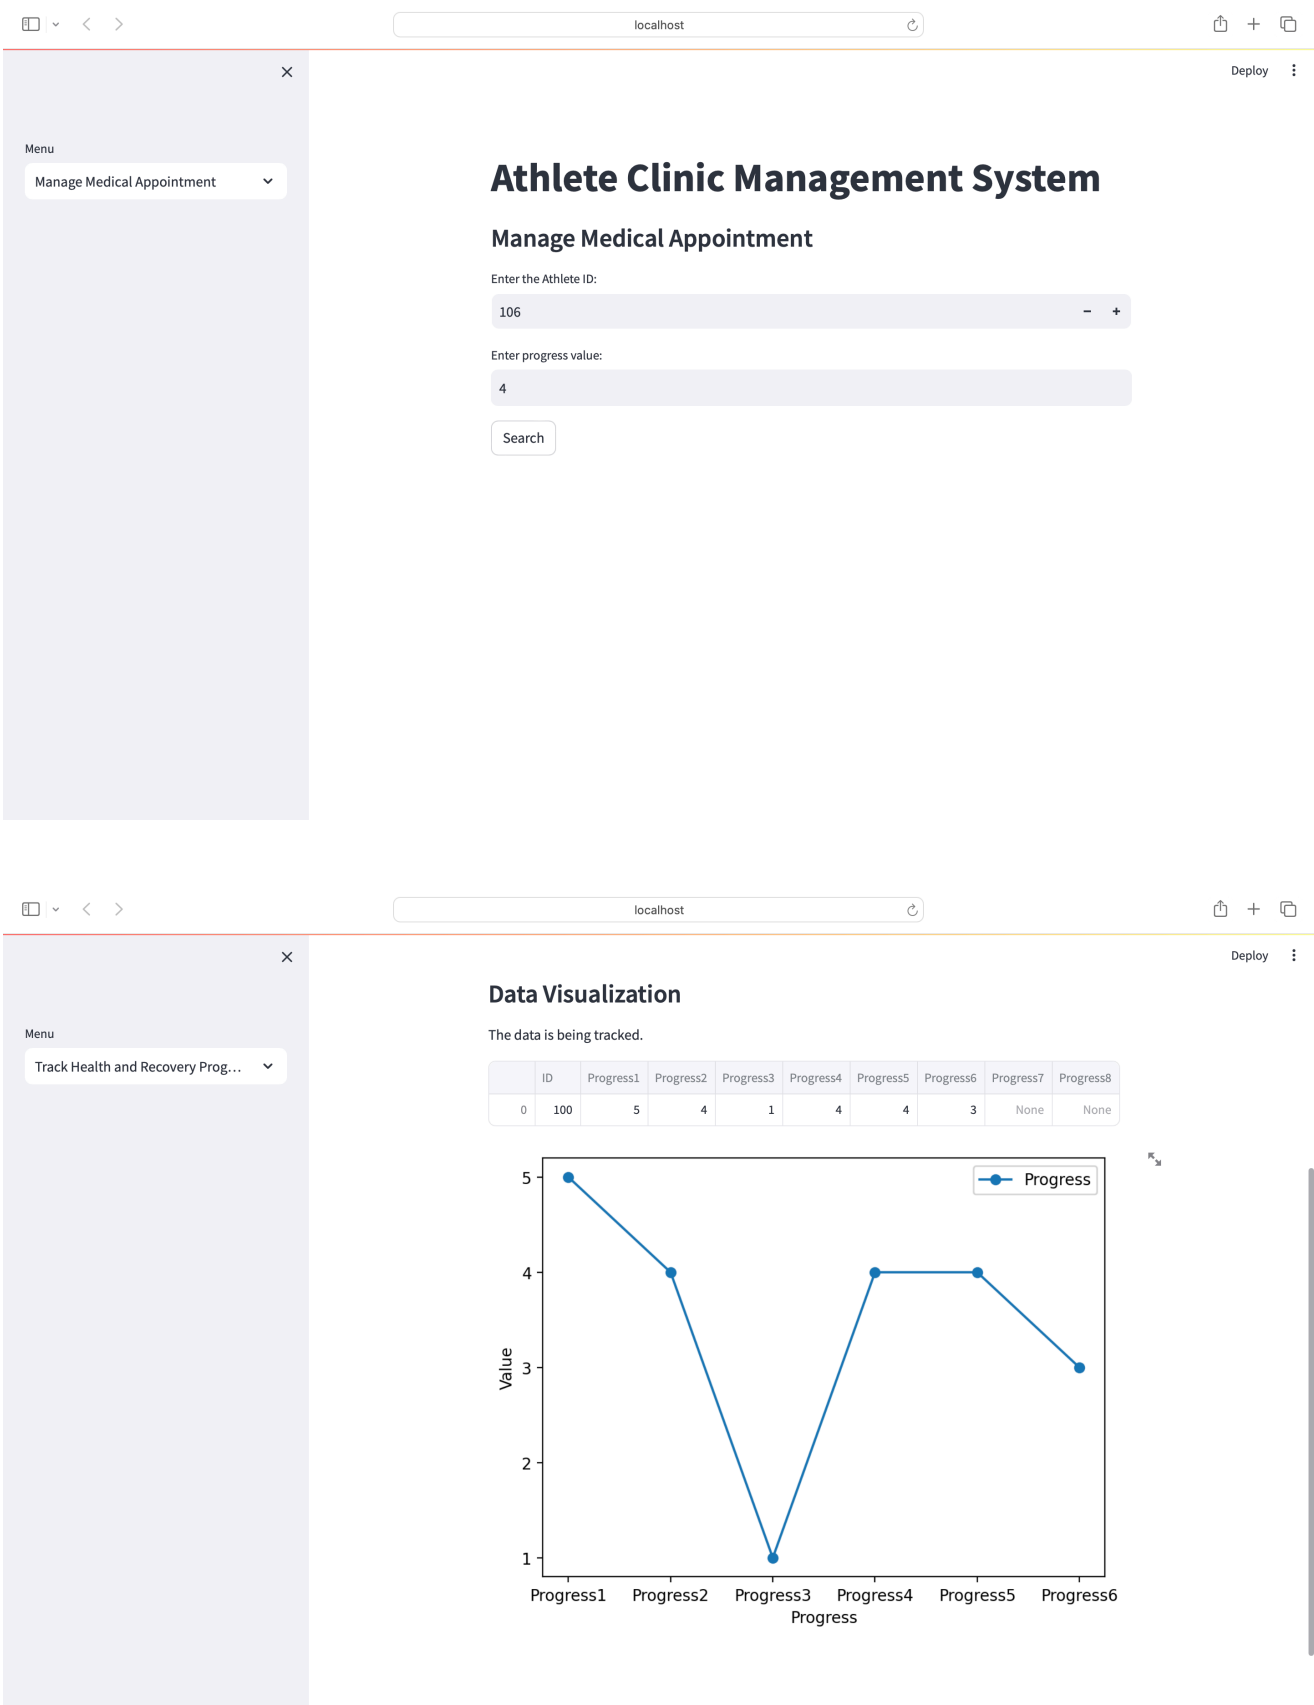 localhost
Deploy
Menu
Manage Medical Appointment
Athlete Clinic Management System
Manage Medical Appointment
Enter the Athlete ID:
106
Enter progress value:
4
Search
localhost
Deploy
Menu
Track Health and Recovery Prog...
Data Visualization
The data is being tracked.
ID Progress1 Progress2 Progress3 Progress4 Progress5 Progress6 Progress7 Progress8
0 100 5 4 1 4 4 3 None None
Progress
5
4
3
2
1
Value
Progress1 Progress2 Progress3 Progress4 Progress5 Progress6
Progress